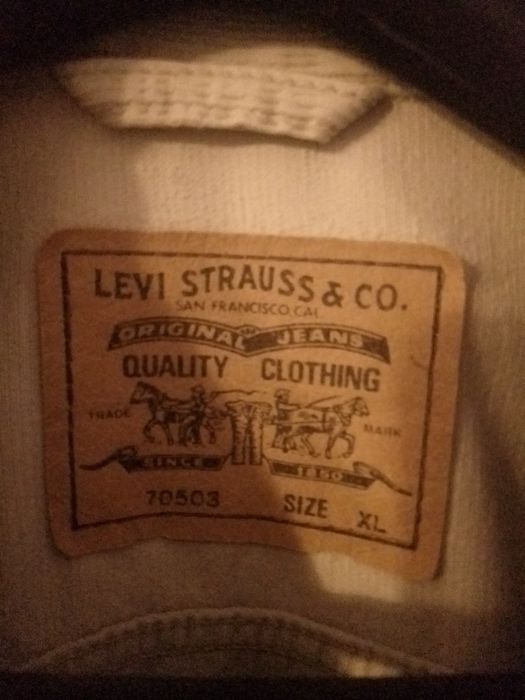 LEVI STRAUSS & CO.
SAN FRANCISCO, CAL
ORIGINAL JEANS
QUALITY CLOTHING
TRADE MARK
SINCE 1850
70503 SIZE XL